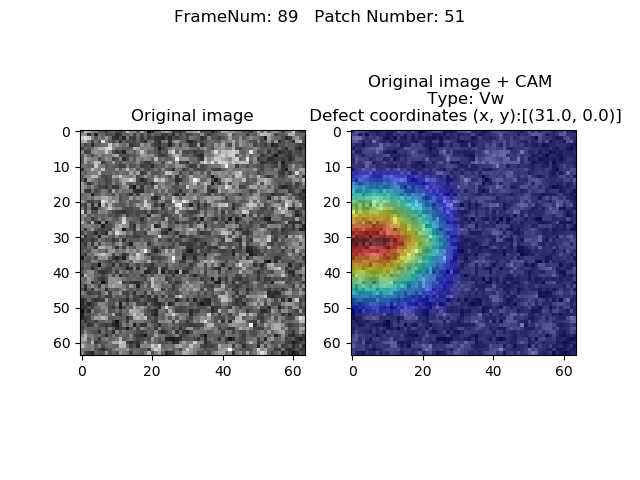 FrameNum: 89   Patch Number: 51
Original image
0
10
20
30
40
50
60
0 20 40 60
Original image + CAM
Type: Vw
Defect coordinates (x, y):[(31.0, 0.0)]
0
10
20
30
40
50
60
0 20 40 60